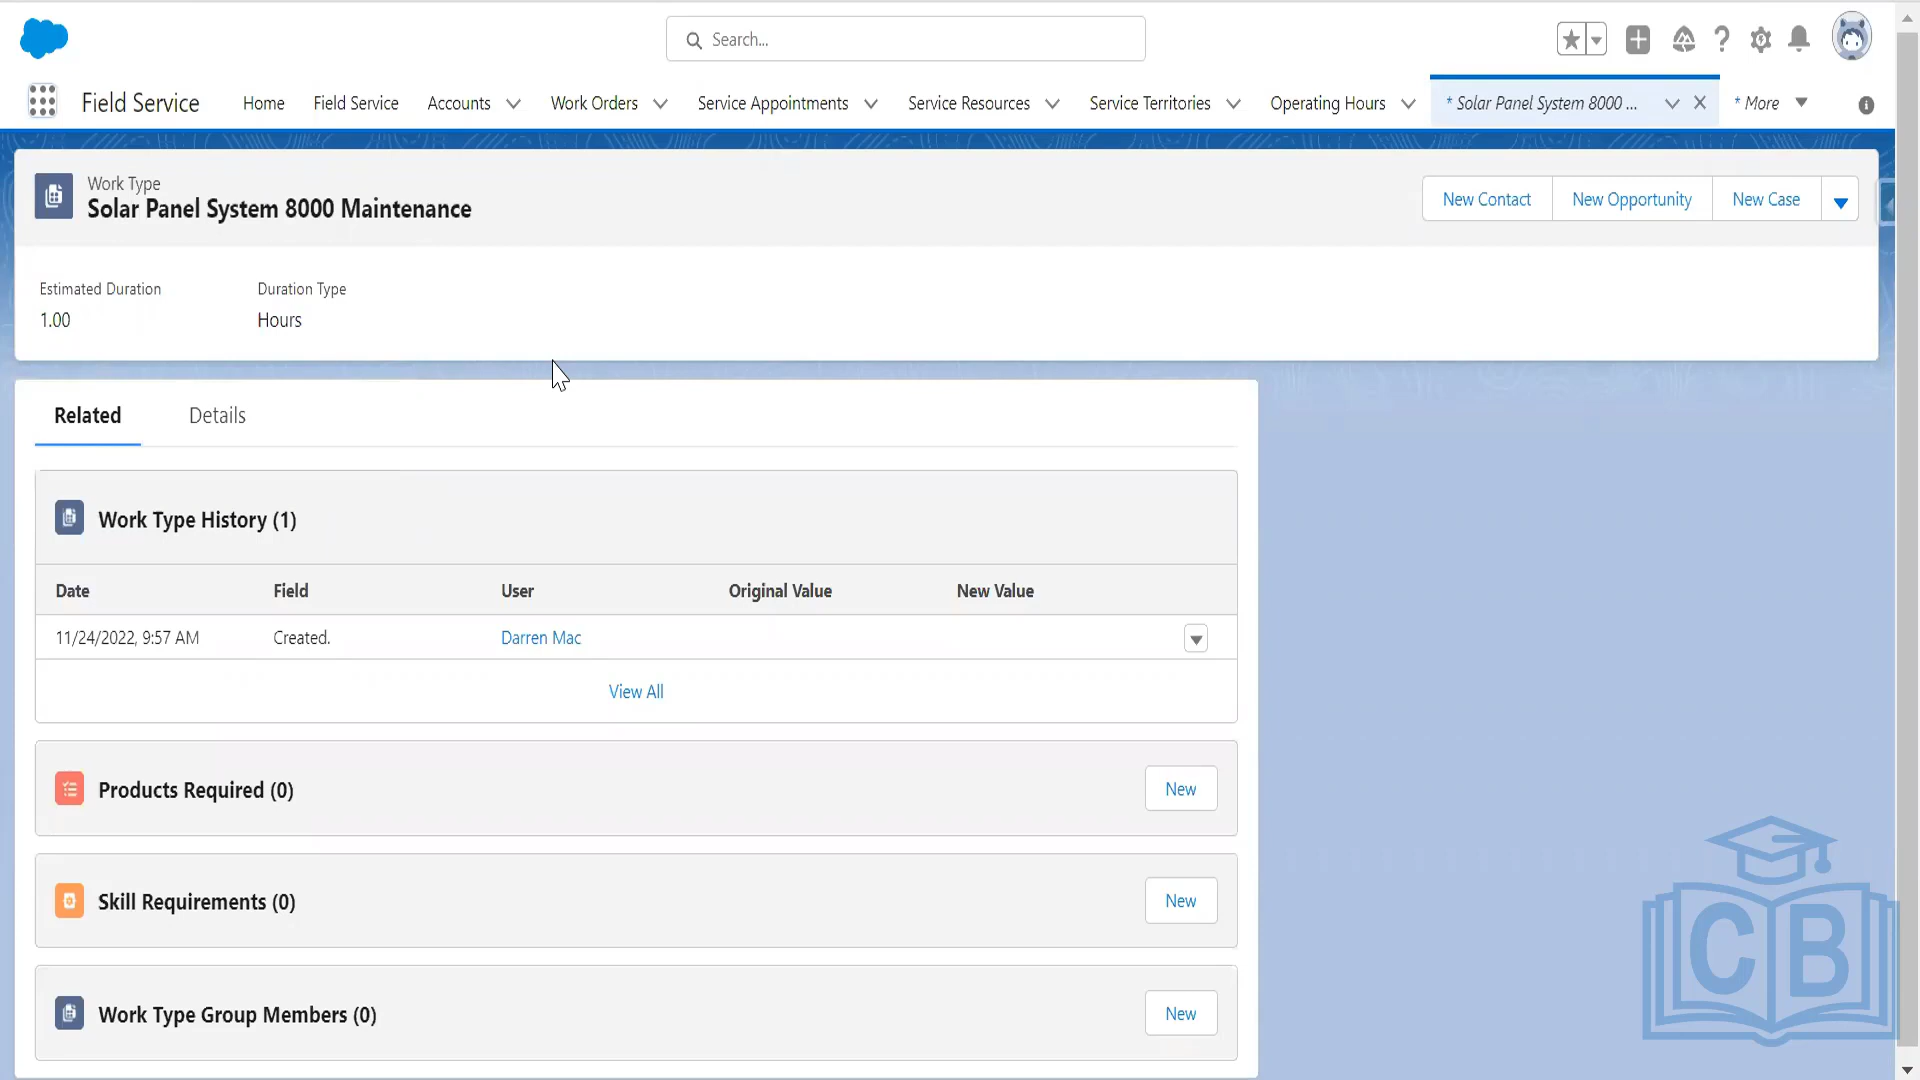 Search...
Field Service
Home
Field Service
Accounts
Work Orders
Service Appointments
Service Resources
Service Territories
Operating Hours
* Solar Panel System 8000 ...
* More
Work Type
Solar Panel System 8000 Maintenance
New Contact
New Opportunity
New Case
Estimated Duration
Duration Type
1.00
Hours
Related
Details
Work Type History (1)
Date
Field
User
Original Value
New Value
11/24/2022, 9:57 AM
Created.
Darren Mac
View All
Products Required (0)
New
Skill Requirements (0)
New
Work Type Group Members (0)
New
CB